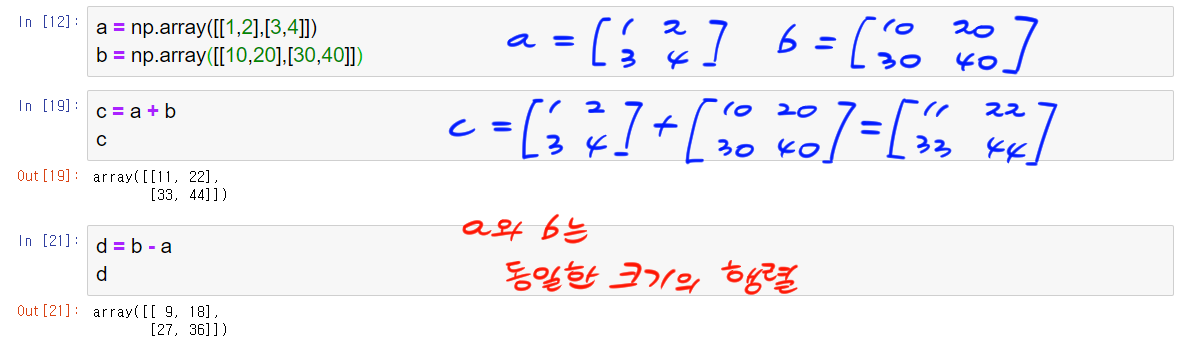 In [12]:
a = np.array([[1,2],[3,4]])
b = np.array([[10,20],[30,40]])
a = [1 2
3 4]
b = [10 20
30 40]
In [19]:
c = a + b
c
c = [1 2
3 4] + [10 20
30 40] = [11 22
33 44]
Out[19]:
array([[11, 22],
[33, 44]])
In [21]:
d = b - a
d
a와 b는
동일한 크기의 행렬
Out[21]:
array([[ 9, 18],
[27, 36]])